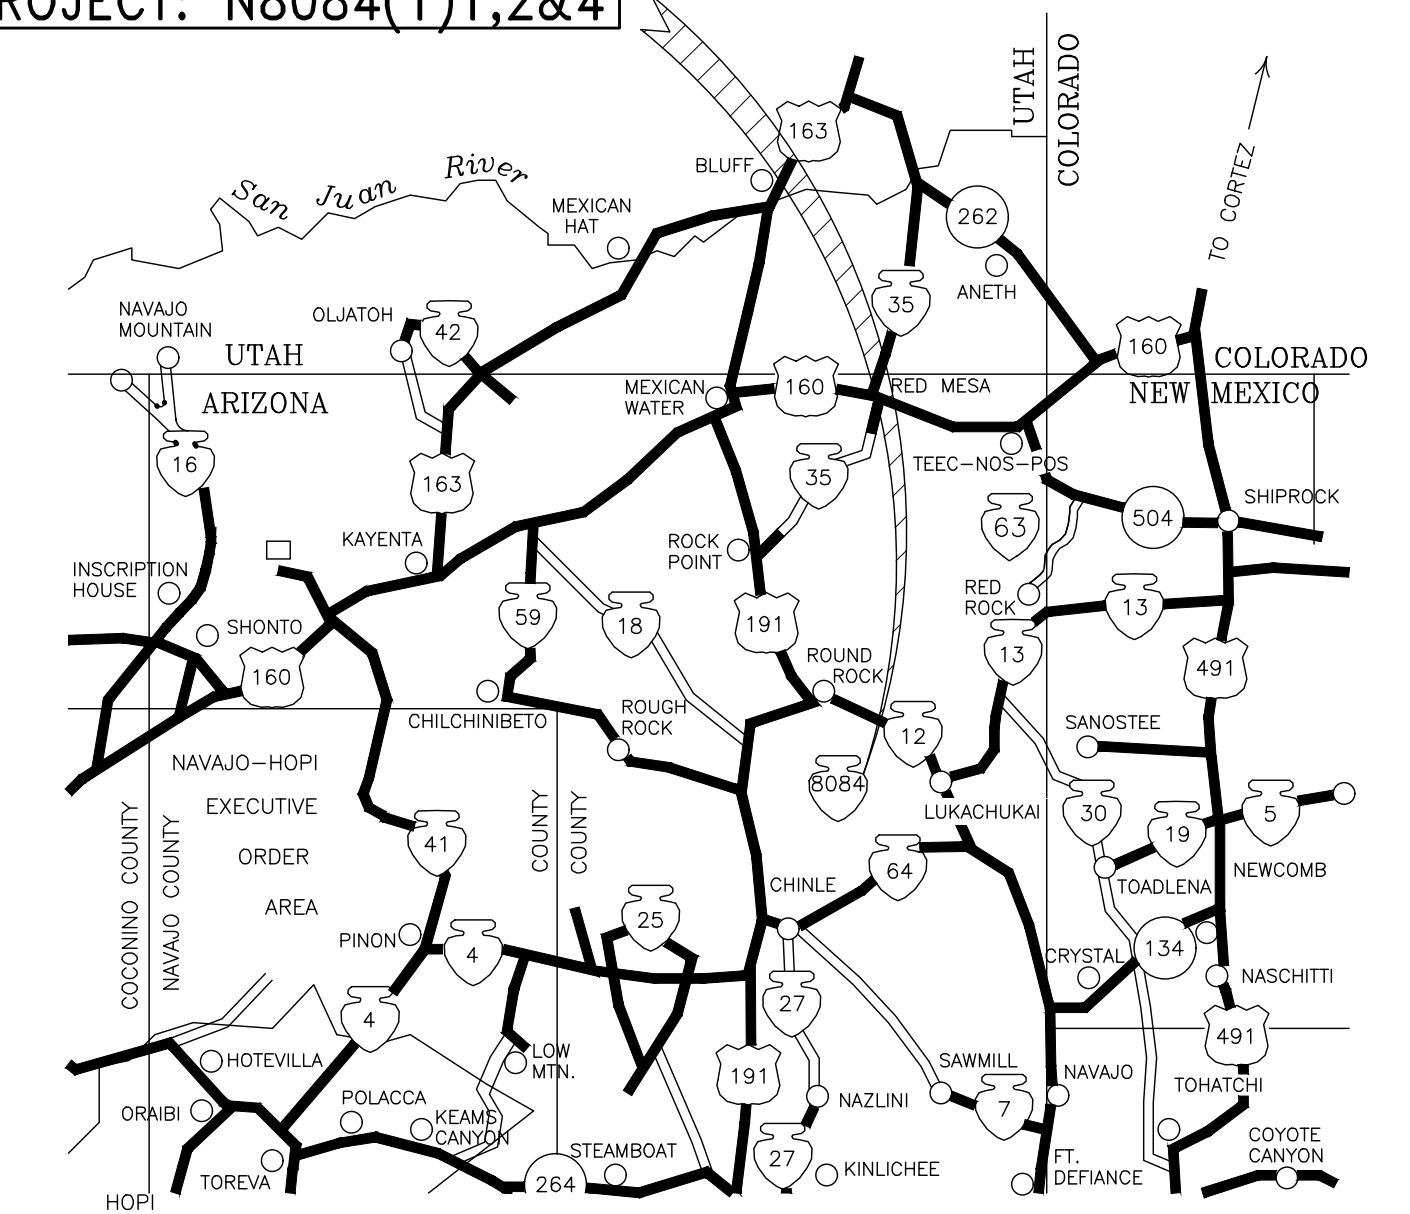 ROJECT: N8084(1)1,2&4
UTAH
COLORADO
TO CORTEZ
163
BLUFF
San Juan River
MEXICAN
HAT
262
ANETH
35
NAVAJO
MOUNTAIN
OLJATOH
42
UTAH
ARIZONA
160
COLORADO
NEW MEXICO
MEXICAN
WATER
160
RED MESA
16
163
35
TEEC-NOS-POS
63
504
SHIPROCK
KAYENTA
ROCK
POINT
INSCRIPTION
HOUSE
RED
ROCK
13
59
18
191
SHONTO
160
13
491
ROUND
ROCK
CHILCHINIBETO
ROUGH
ROCK
12
SANOSTEE
NAVAJO-HOPI
EXECUTIVE
ORDER
AREA
8084
LUKACHUKAI
30
19
5
COCONINO COUNTY
NAVAJO COUNTY
COUNTY
COUNTY
41
64
CHINLE
TOADLENA
NEWCOMB
PINON
4
25
134
CRYSTAL
NASCHITTI
4
27
491
HOTEVILLA
LOW
MTN.
191
SAWMILL
NAVAJO
TOHATCHI
ORAIBI
POLACCA
KEAMS
CANYON
NAZLINI
7
TOREVA
STEAMBOAT
264
27
KINLICHEE
FT.
DEFIANCE
COYOTE
CANYON
HOPI